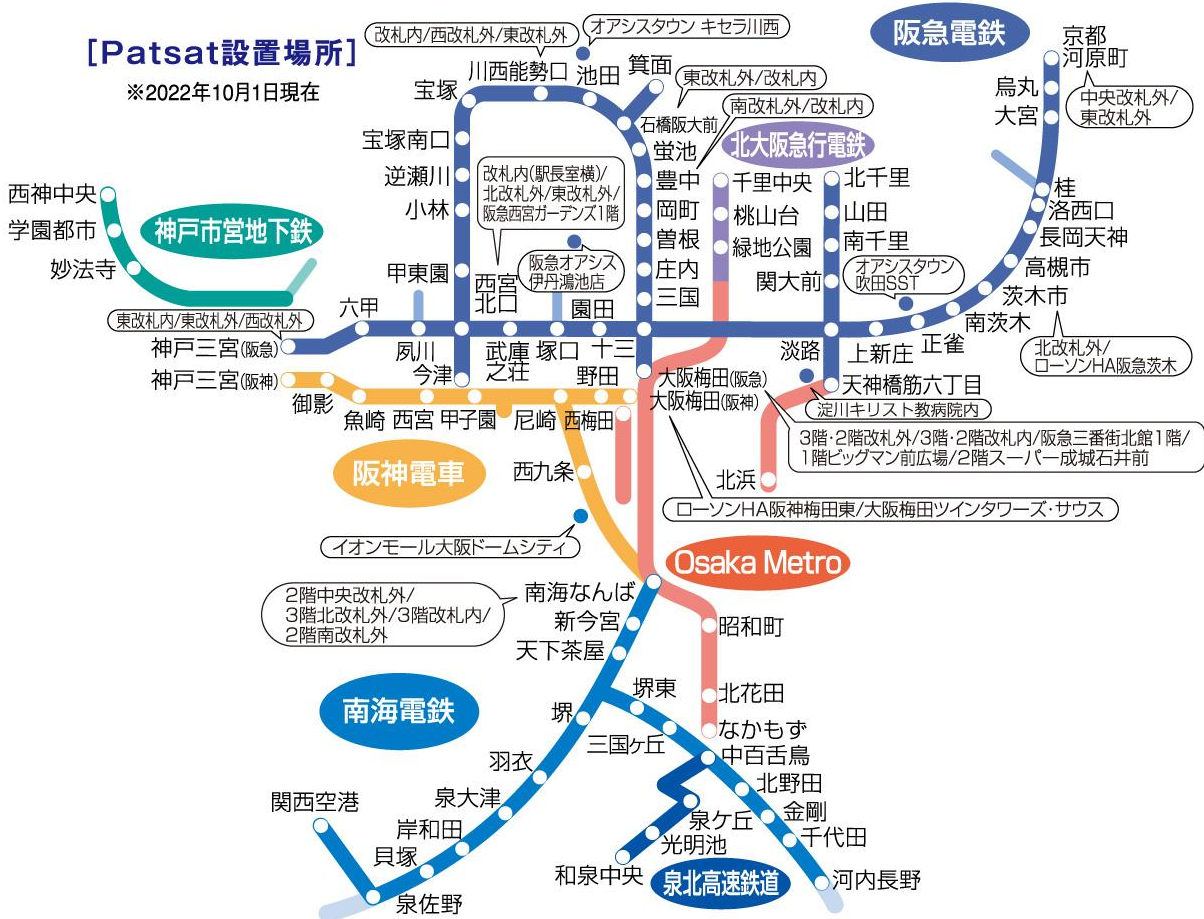 [Patsat設置場所]
※2022年10月1日現在
改札内/西改札外/東改札外
オアシスタウン キセラ川西
阪急電鉄
京都
河原町
烏丸
大宮
中央改札外/
東改札外
川西能勢口
池田
箕面
東改札外/改札内
宝塚
石橋阪大前
南改札外/改札内
宝塚南口
蛍池
北大阪急行電鉄
逆瀬川
改札内(駅長室横)/
北改札外/東改札外/
阪急西宮ガーデンズ1階
豊中
千里中央
北千里
桂
洛西口
西神中央
小林
岡町
桃山台
山田
長岡天神
学園都市
神戸市営地下鉄
曽根
緑地公園
南千里
高槻市
妙法寺
甲東園
西宮
北口
阪急オアシス
伊丹鴻池店
庄内
関大前
オアシスタウン
吹田SST
茨木市
六甲
園田
三国
南茨木
東改札内/東改札外/西改札外
神戸三宮(阪急)
夙川
今津
武庫
之荘
塚口
十三
淡路
上新庄
正雀
北改札外/
ローソンHA阪急茨木
神戸三宮(阪神)
野田
大阪梅田(阪急)
大阪梅田(阪神)
天神橋筋六丁目
御影
魚崎
西宮
甲子園
尼崎
西梅田
淀川キリスト教病院内
3階・2階改札外/3階・2階改札内/阪急三番街北館1階/
1階ビッグマン前広場/2階スーパー成城石井前
阪神電車
西九条
北浜
ローソンHA阪神梅田東/大阪梅田ツインタワーズ・サウス
イオンモール大阪ドームシティ
Osaka Metro
2階中央改札外/
3階北改札外/3階改札内/
2階南改札外
南海なんば
新今宮
昭和町
天下茶屋
南海電鉄
堺東
北花田
堺
三国ヶ丘
なかもず
中百舌鳥
羽衣
北野田
関西空港
泉大津
泉ケ丘
金剛
岸和田
光明池
千代田
貝塚
和泉中央
泉北高速鉄道
河内長野
泉佐野